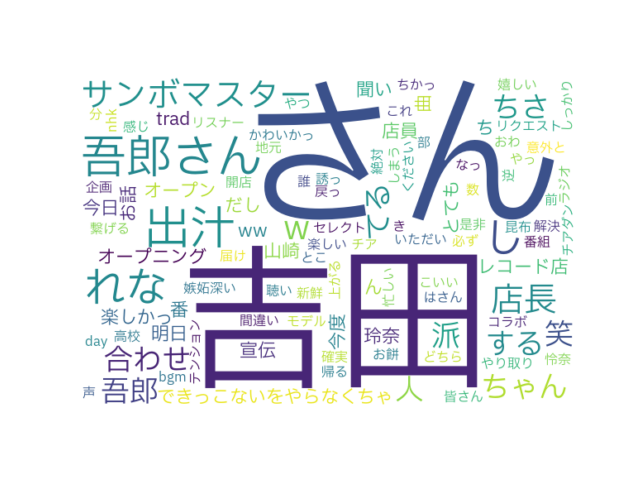 サンボマスター
さん
吉田
吾郎さん
出汁
れな
吾郎
合わせ
店長
ちゃん
する
派
笑
てる
し
w
人
ちさ
聞い
ちかっ
嬉しい
しっかり
やっ
これ
曲
分
nhk
感じ
trad
リスナー
かわいかっ
地元
店員
部
ち
リクエスト
おわ
意外と
企画
今日
お話
オープン
開店
誰
誘っ
戻っ
絶対
しまう
ください
とても
なっ
やっ
数
逆
前
チアダンラジオ
繋げる
だし
ww
セレクト
き
いただい
是非
必ず
昆布
解決
番組
オープニング
届け
山崎
楽しい
チア
とこ
レコード店
嫉妬深い
聴い
新鮮
上がる
ん
忙しい
こいい
はさん
コラボ
楽しかっ
番
間違い
モデル
今度
玲奈
お餅
どちら
やり取り
怜奈
day
高校
明日
テンション
宣伝
確実
帰る
bgm
声
できっこないをやらなくちゃ
皆さん